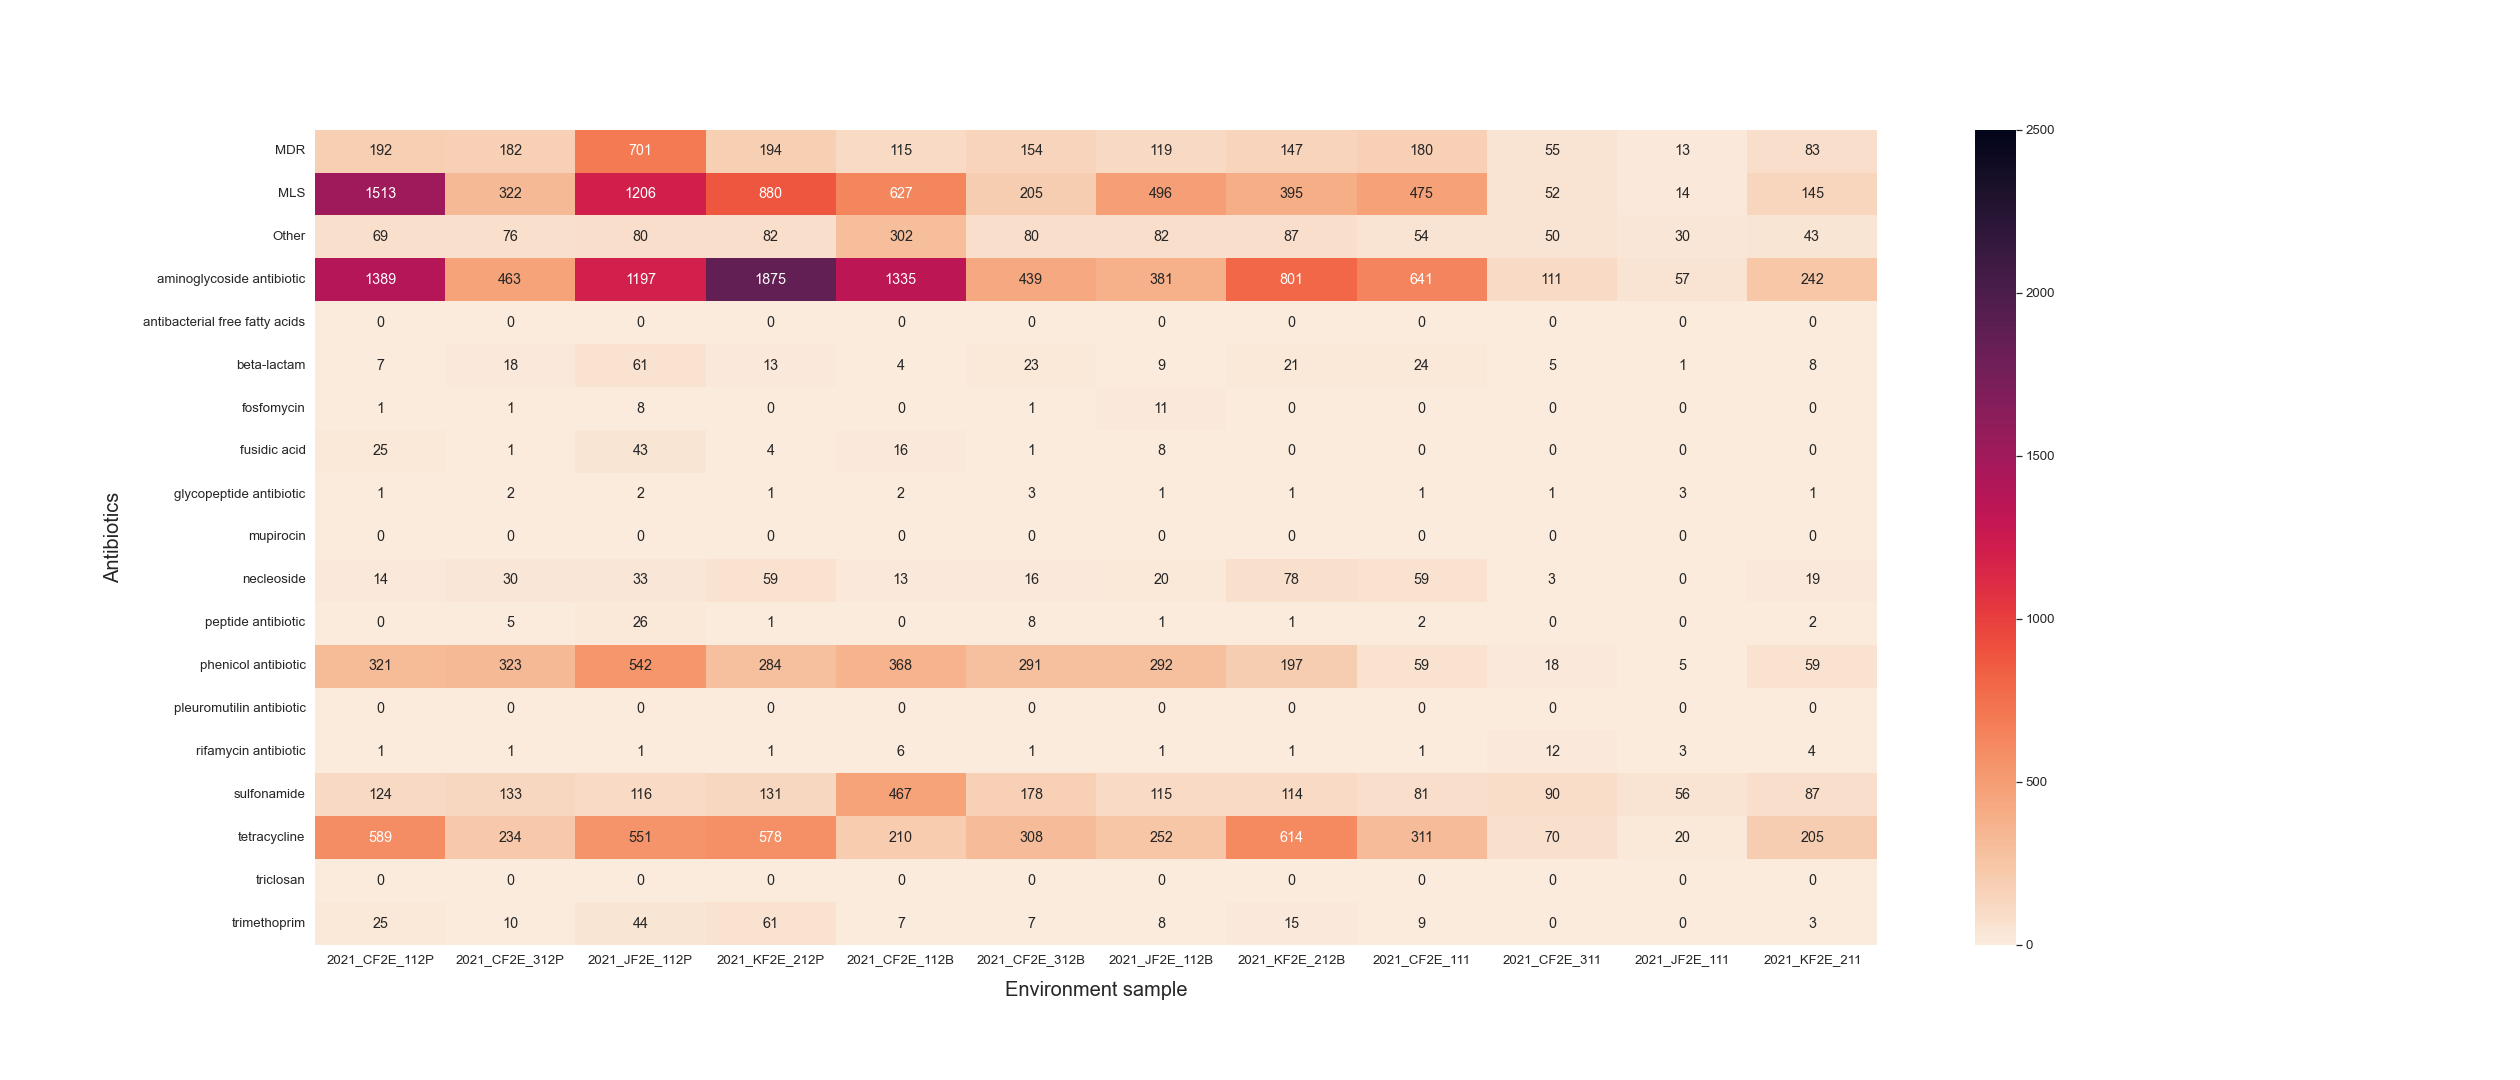 MDR 192 182 701 194 115 154 119 147 180 55 13 83
MLS 1513 322 1206 880 627 205 496 395 475 52 14 145
Other 69 76 80 82 302 80 82 87 54 50 30 43
aminoglycoside antibiotic 1389 463 1197 1875 1335 439 381 801 641 111 57 242
antibacterial free fatty acids 0 0 0 0 0 0 0 0 0 0 0 0
beta-lactam 7 18 61 13 4 23 9 21 24 5 1 8
fosfomycin 1 1 8 0 0 1 11 0 0 0 0 0
fusidic acid 25 1 43 4 16 1 8 0 0 0 0 0
glycopeptide antibiotic 1 2 2 1 2 3 1 1 1 1 3 1
mupirocin 0 0 0 0 0 0 0 0 0 0 0 0
necleoside 14 30 33 59 13 16 20 78 59 3 0 19
peptide antibiotic 0 5 26 1 0 8 1 1 2 0 0 2
phenicol antibiotic 321 323 542 284 368 291 292 197 59 18 5 59
pleuromutilin antibiotic 0 0 0 0 0 0 0 0 0 0 0 0
rifamycin antibiotic 1 1 1 1 6 1 1 1 1 12 3 4
sulfonamide 124 133 116 131 467 178 115 114 81 90 56 87
tetracycline 589 234 551 578 210 308 252 614 311 70 20 205
triclosan 0 0 0 0 0 0 0 0 0 0 0 0
trimethoprim 25 10 44 61 7 7 8 15 9 0 0 3
2021_CF2E_112P 2021_CF2E_312P 2021_JF2E_112P 2021_KF2E_212P 2021_CF2E_112B 2021_CF2E_312B 2021_JF2E_112B 2021_KF2E_212B 2021_CF2E_111 2021_CF2E_311 2021_JF2E_111 2021_KF2E_211
Environment sample
Antibiotics
2500
2000
1500
1000
500
0